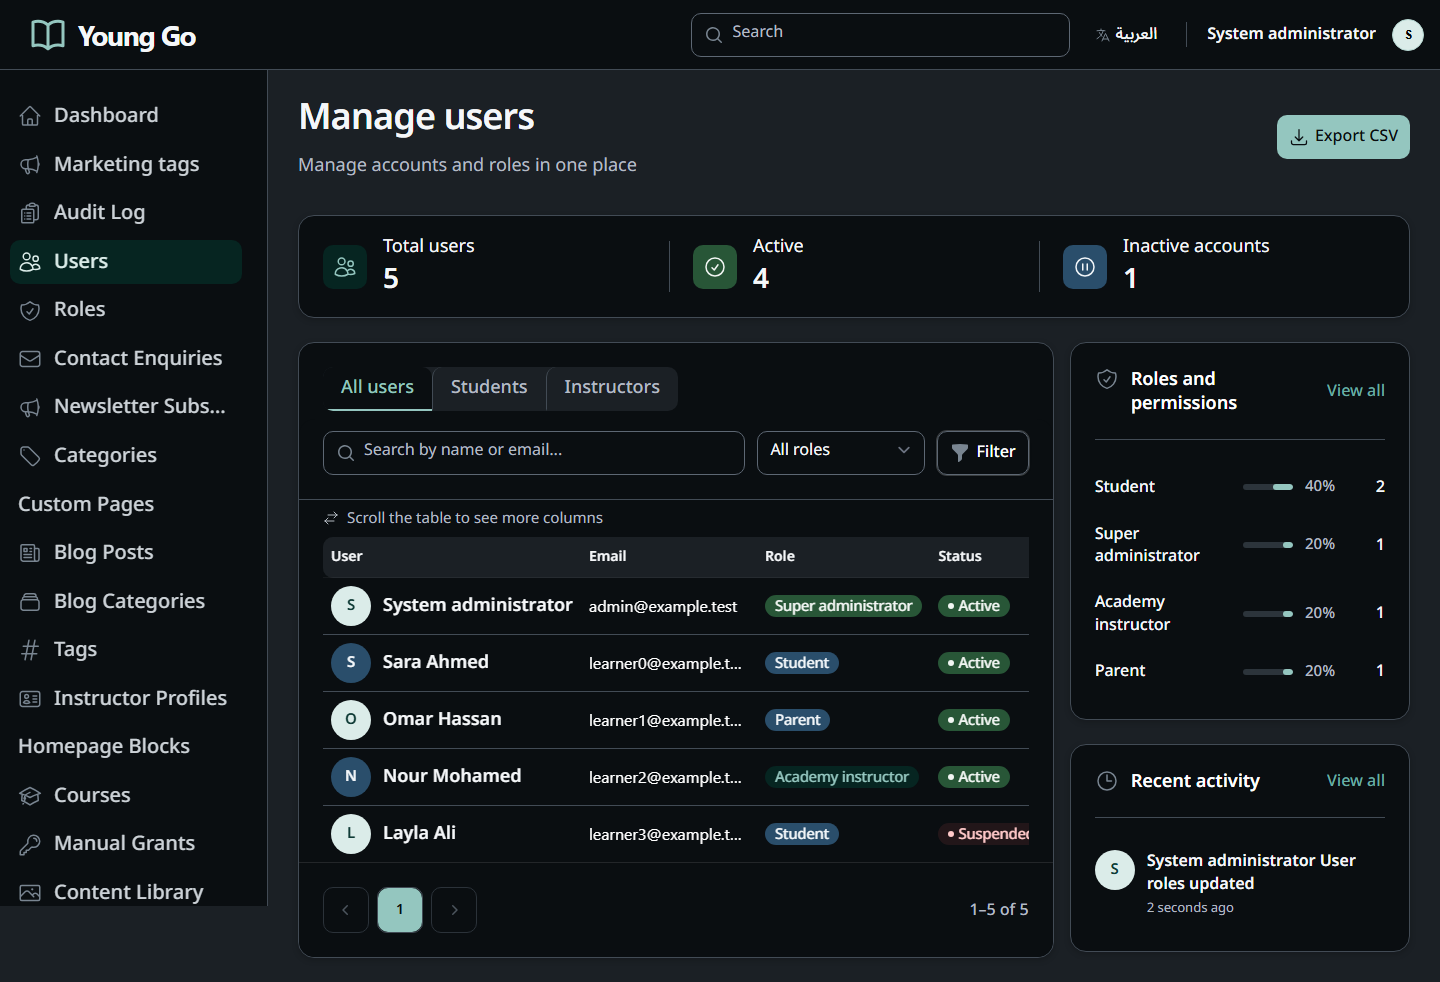 Young Go
Search
العربية
System administrator
S
Dashboard
Marketing tags
Audit Log
Users
Roles
Contact Enquiries
Newsletter Subs...
Categories
Custom Pages
Blog Posts
Blog Categories
Tags
Instructor Profiles
Homepage Blocks
Courses
Manual Grants
Content Library
Manage users
Manage accounts and roles in one place
Export CSV
Total users
5
Active
4
Inactive accounts
1
All users Students Instructors
Search by name or email...
All roles
Filter
Scroll the table to see more columns
User Email Role Status
S System administrator admin@example.test Super administrator Active
S Sara Ahmed learner0@example.t... Student Active
O Omar Hassan learner1@example.t... Parent Active
N Nour Mohamed learner2@example.t... Academy instructor Active
L Layla Ali learner3@example.t... Student Suspended
1
1–5 of 5
Roles and
permissions
View all
Student 40% 2
Super
administrator 20% 1
Academy
instructor 20% 1
Parent 20% 1
Recent activity
View all
S
System administrator User
roles updated
2 seconds ago